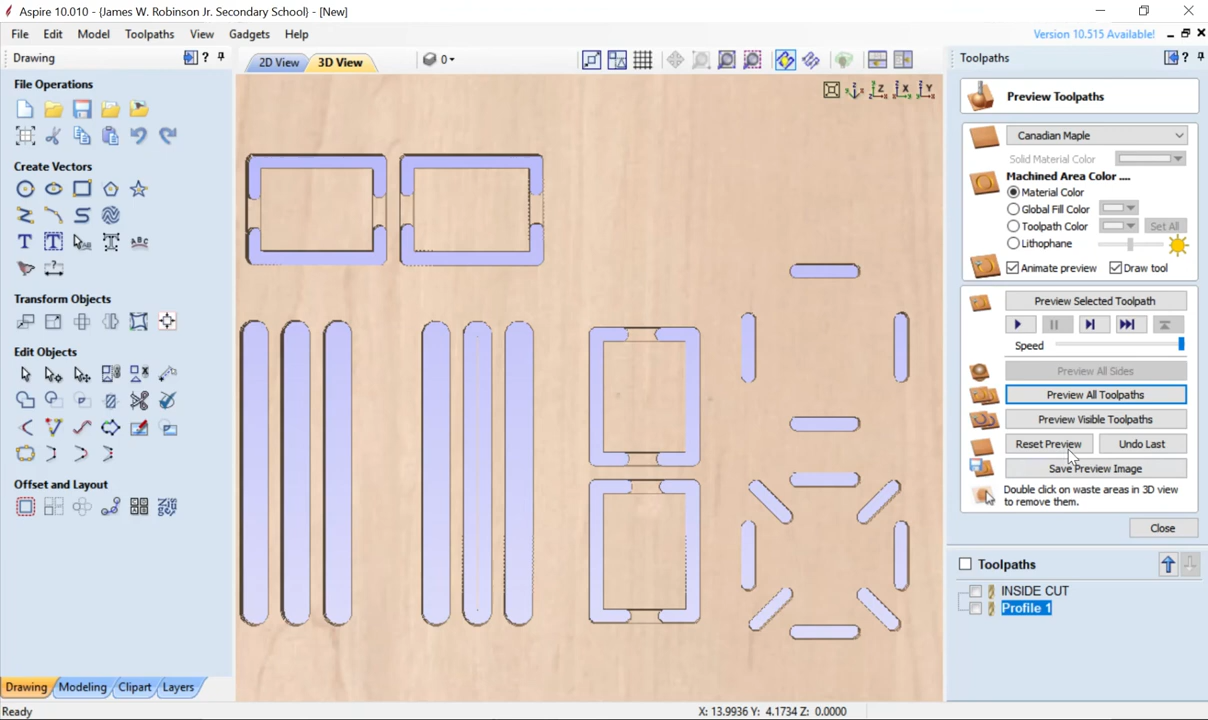 Aspire 10.010 - (James W. Robinson Jr. Secondary School) - [New]
File Edit Model Toolpaths View Gadgets Help
Version 10.515 Available!
Drawing
2D View 3D View
0
Toolpaths
File Operations
Create Vectors
Transform Objects
Edit Objects
Offset and Layout
Drawing Modeling Clipart Layers
Z X Y
Preview Toolpaths
Canadian Maple
Solid Material Color
Machined Area Color ....
Material Color
Global Fill Color
Toolpath Color Set All
Lithophane
Animate preview Draw tool
Preview Selected Toolpath
Speed
Preview All Sides
Preview All Toolpaths
Preview Visible Toolpaths
Reset Preview Undo Last
Save Preview Image
Double click on waste areas in 3D view
to remove them.
Close
Toolpaths
INSIDE CUT
Profile 1
Ready
X: 13.9936 Y: 4.1734 Z: 0.0000